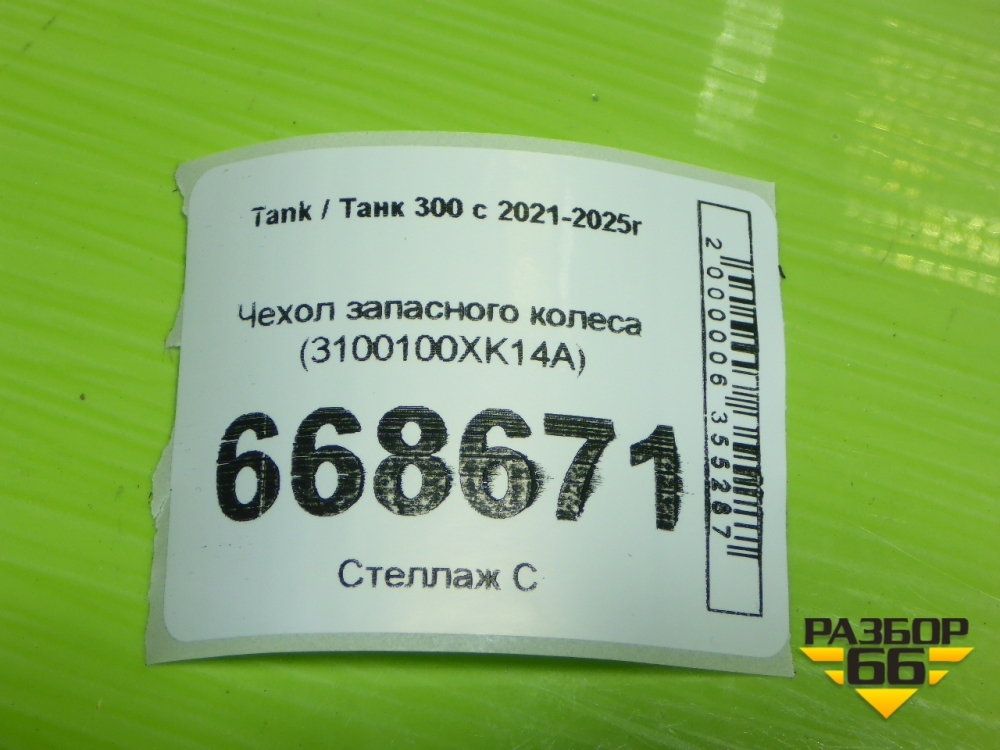 Tank / Танк 300 с 2021-2025г
Чехол запасного колеса
(3100100XK14A)
668671
Стеллаж С
2000006355287
РАЗБОР
66